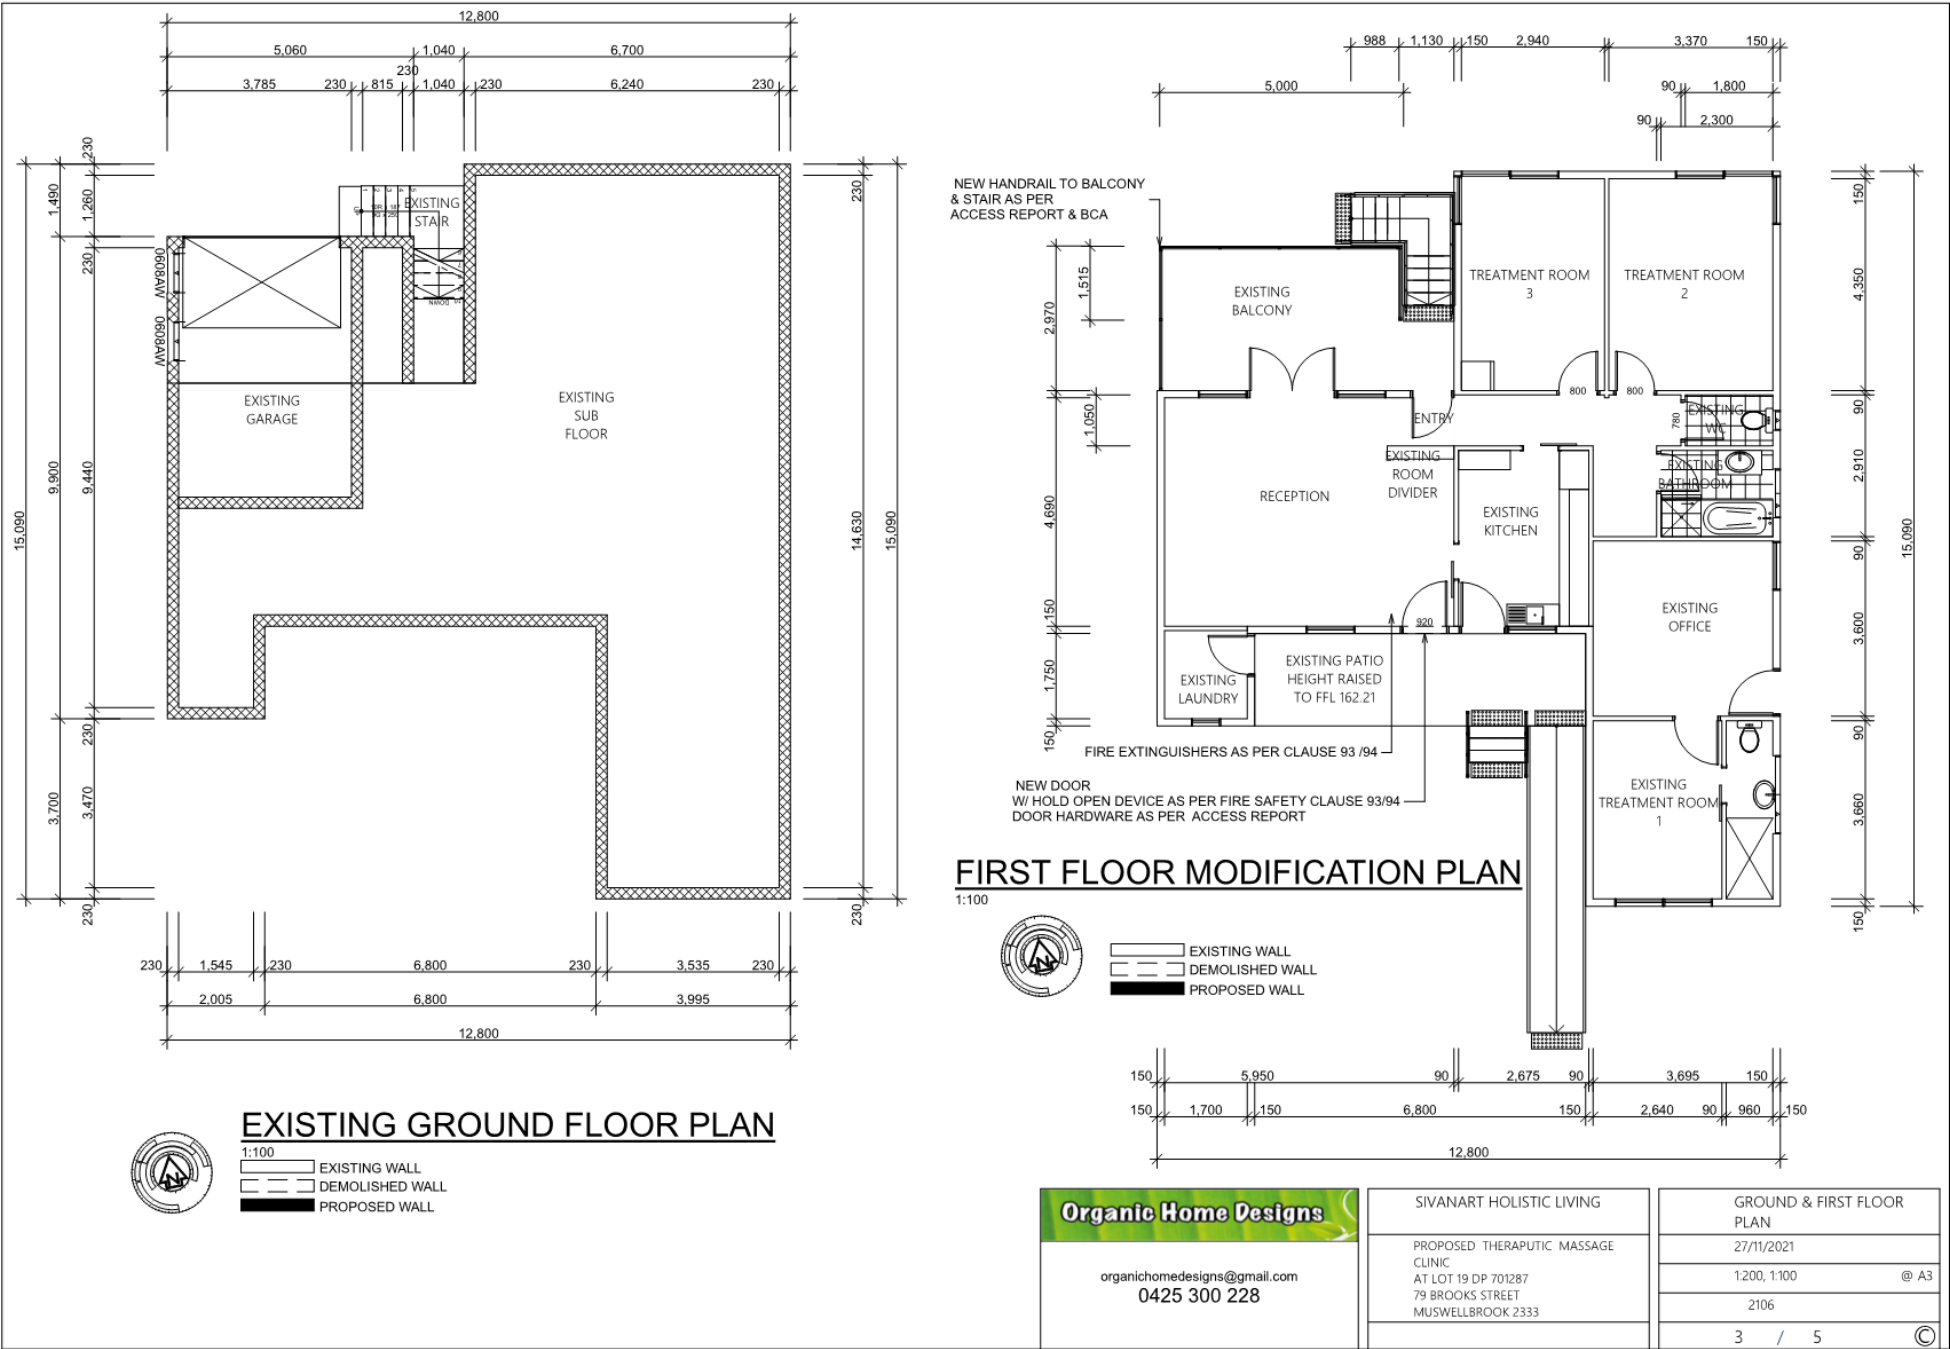 12,800
5,060
1,040
6,700
230
3,785
230
815
1,040
230
6,240
230
230
1,490
1,260
230
0608AW
0608AW
9,900
9,440
15,090
230
3,700
3,470
230
EXISTING
STAIR
DOWN
EXISTING
GARAGE
EXISTING
SUB
FLOOR
230
14,630
15,090
230
230
1,545
230
6,800
230
3,535
230
2,005
6,800
3,995
12,800
EXISTING GROUND FLOOR PLAN
1:100
N
EXISTING WALL
DEMOLISHED WALL
PROPOSED WALL
988
1,130
150
2,940
3,370
150
5,000
90
1,800
90
2,300
NEW HANDRAIL TO BALCONY
& STAIR AS PER
ACCESS REPORT & BCA
2,970
1,515
1,050
4,690
150
1,750
150
EXISTING
BALCONY
TREATMENT ROOM
3
TREATMENT ROOM
2
800
800
ENTRY
780
EXISTING
WC
EXISTING
ROOM
DIVIDER
RECEPTION
EXISTING
KITCHEN
EXISTING
BATHROOM
EXISTING
OFFICE
920
EXISTING PATIO
HEIGHT RAISED
TO FFL 162.21
EXISTING
LAUNDRY
EXISTING
TREATMENT ROOM
1
150
4,350
90
2,910
90
3,600
90
3,660
150
15,090
FIRE EXTINGUISHERS AS PER CLAUSE 93 /94
NEW DOOR
W/ HOLD OPEN DEVICE AS PER FIRE SAFETY CLAUSE 93/94
DOOR HARDWARE AS PER ACCESS REPORT
FIRST FLOOR MODIFICATION PLAN
1:100
N
EXISTING WALL
DEMOLISHED WALL
PROPOSED WALL
150
5,950
90
2,675
90
3,695
150
150
1,700
150
6,800
150
2,640
90
960
150
12,800
Organic Home Designs
organichomedesigns@gmail.com
0425 300 228
SIVANART HOLISTIC LIVING
PROPOSED THERAPUTIC MASSAGE
CLINIC
AT LOT 19 DP 701287
79 BROOKS STREET
MUSWELLBROOK 2333
GROUND & FIRST FLOOR
PLAN
27/11/2021
1:200, 1:100 @ A3
2106
3 / 5 ©